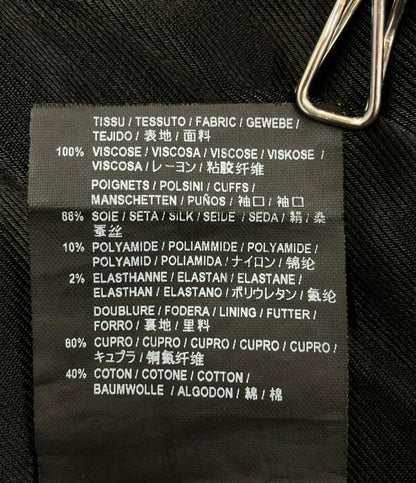 TISSU / TESSUTO / FABRIC / GEWEBE /
TEJIDO / 表地 / 面料
100% VISCOSE / VISCOSA / VISCOSE / VISKOSE /
VISCOSA / レーヨン / 粘胶纤维
POIGNETS / POLSINI / CUFFS /
MANSCHETTEN / PUÑOS / 袖口 / 袖口
88% SOIE / SETA / SILK / SEIDE / SEDA / 絹 / 桑
蚕丝
10% POLYAMIDE / POLIAMMIDE / POLYAMIDE /
POLYAMID / POLIAMIDA / ナイロン / 锦纶
2% ELASTHANNE / ELASTAN / ELASTANE /
ELASTHAN / ELASTANO / ポリウレタン / 氨纶
DOUBLURE / FODERA / LINING / FUTTER /
FORRO / 裏地 / 里料
60% CUPRO / CUPRO / CUPRO / CUPRO / CUPRO /
キュプラ / 铜氨纤维
40% COTON / COTONE / COTTON /
BAUMWOLLE / ALGODON / 綿 / 棉